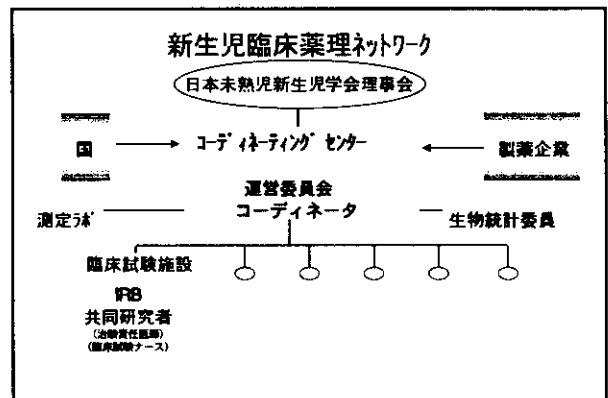 新生児臨床薬理ネットワーク
日本未熟児新生児学会理事会
国
コーディネーティング センター
製薬企業
運営委員会
測定ラボ
コーディネータ
生物統計委員
臨床試験施設
IRB
共同研究者
(治験責任医師)
(臨床試験ナース)